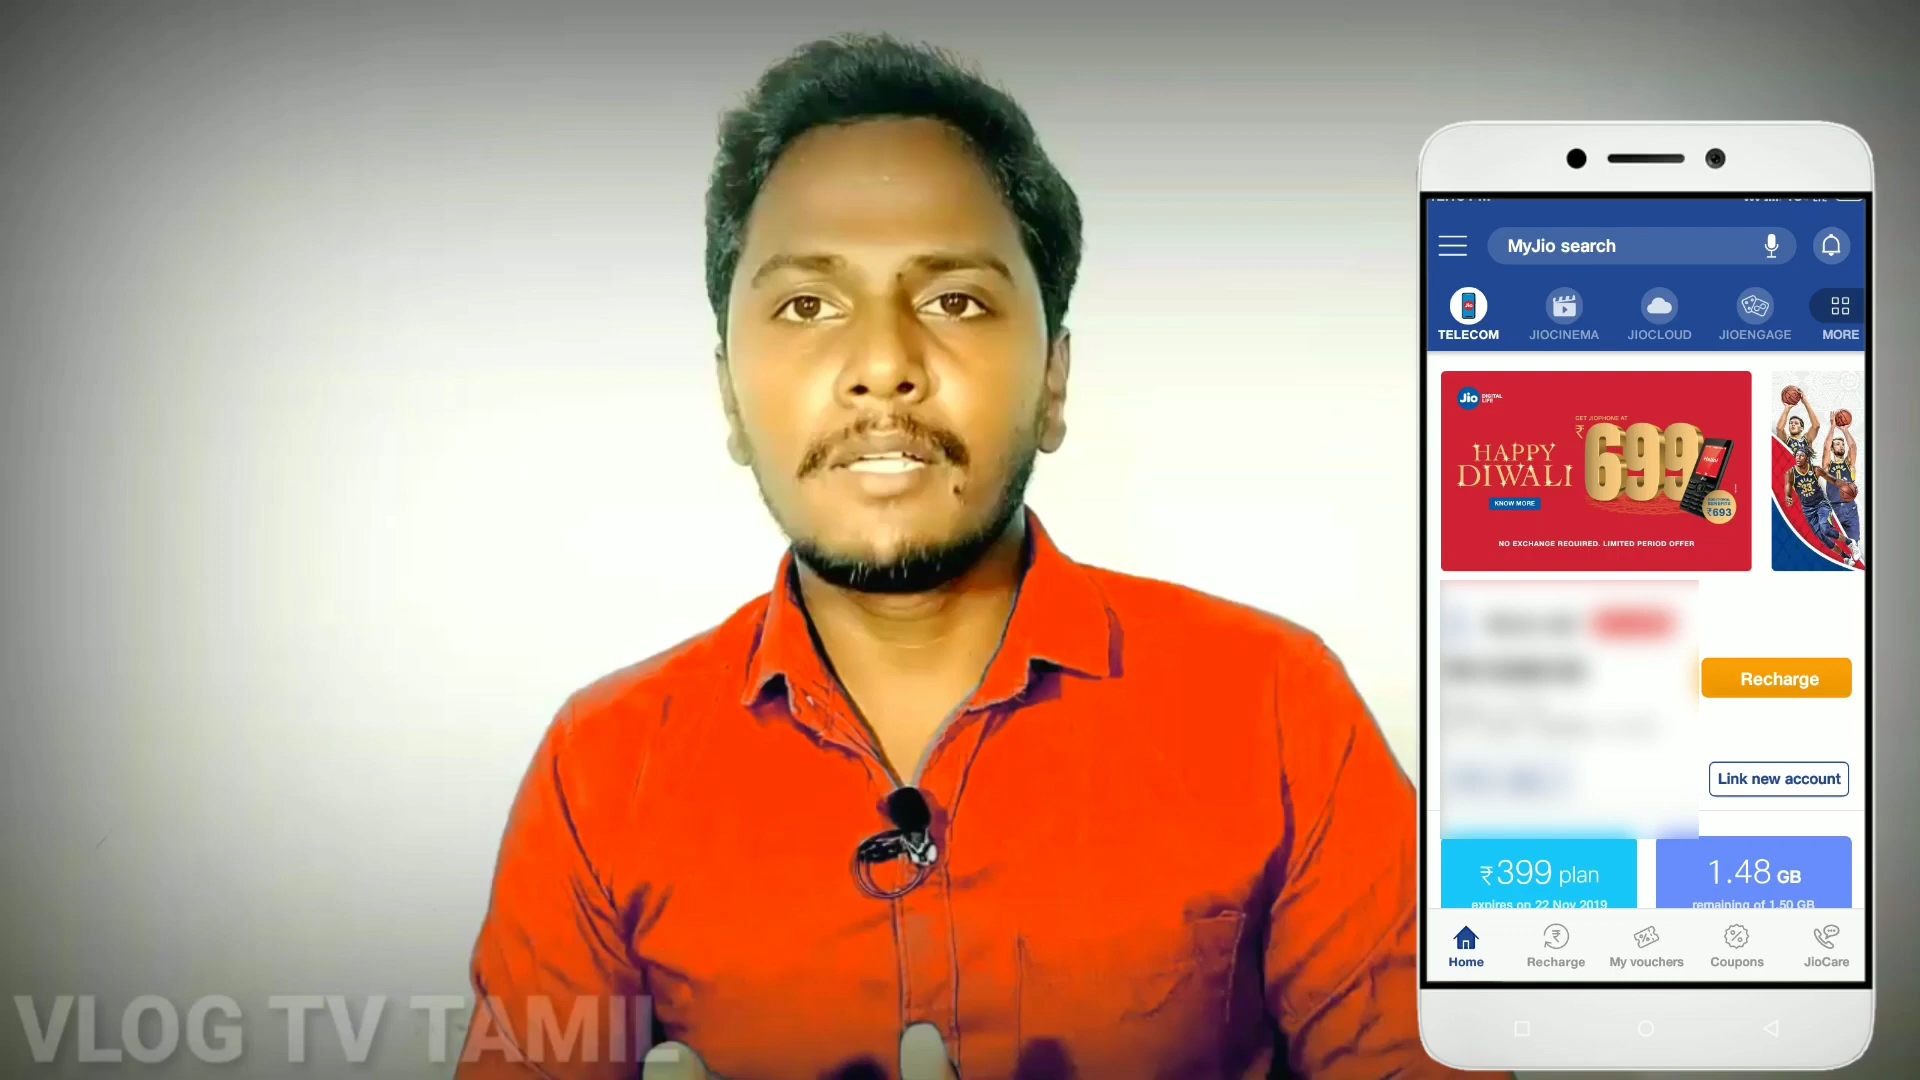 MyJio search
TELECOM
JIOCINEMA
JIOCLOUD
JIOENGAGE
MORE
Jio DIGITAL LIFE
GET JIOPHONE AT
₹699
HAPPY
DIWALI
KNOW MORE
₹693
NO EXCHANGE REQUIRED. LIMITED PERIOD OFFER
Recharge
Link new account
₹399 plan
expires on 22 Nov 2019
1.48 GB
remaining of 1.50 GB
Home
Recharge
My vouchers
Coupons
JioCare
VLOG TV TAMIL